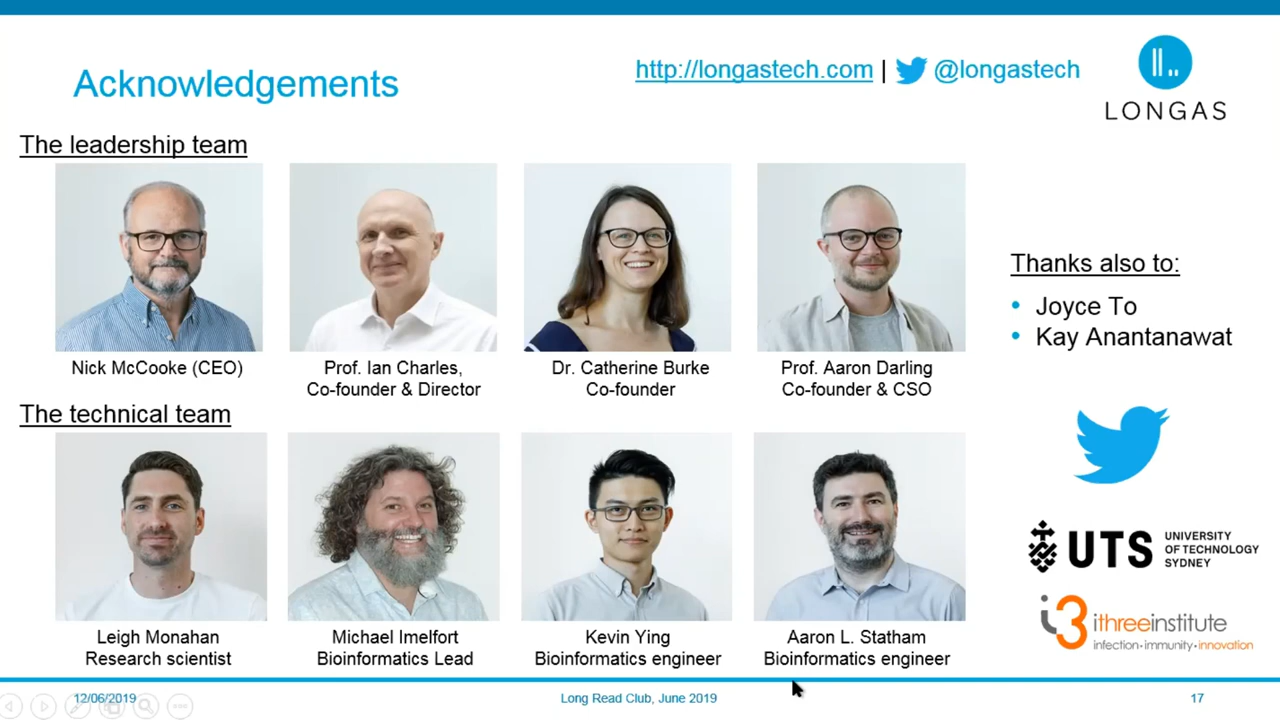 Acknowledgements
http://longastech.com | @longastech
LONGAS
The leadership team
Nick McCooke (CEO)
Prof. Ian Charles,
Co-founder & Director
Dr. Catherine Burke
Co-founder
Prof. Aaron Darling
Co-founder & CSO
The technical team
Leigh Monahan
Research scientist
Michael Imelfort
Bioinformatics Lead
Kevin Ying
Bioinformatics engineer
Aaron L. Statham
Bioinformatics engineer
Thanks also to:
• Joyce To
• Kay Anantanawat
UTS
UNIVERSITY
OF TECHNOLOGY
SYDNEY
i3 ithreeinstitute
infection•immunity•innovation
12/06/2019
Long Read Club, June 2019
17